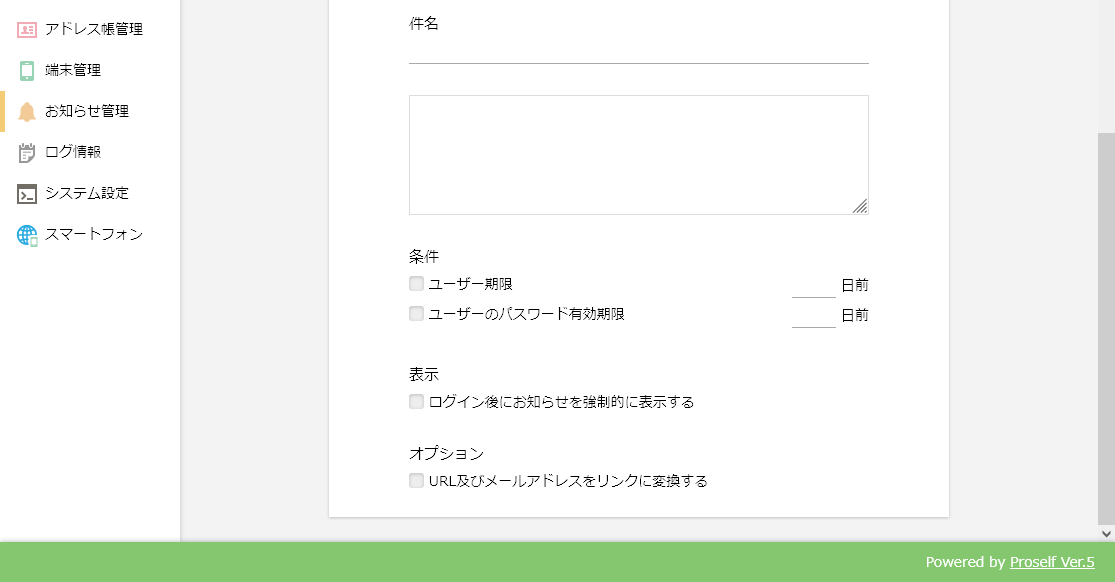 アドレス帳管理
端末管理
お知らせ管理
ログ情報
システム設定
スマートフォン
件名
条件
ユーザー期限 日前
ユーザーのパスワード有効期限 日前
表示
ログイン後にお知らせを強制的に表示する
オプション
URL及びメールアドレスをリンクに変換する
Powered by Proself Ver.5